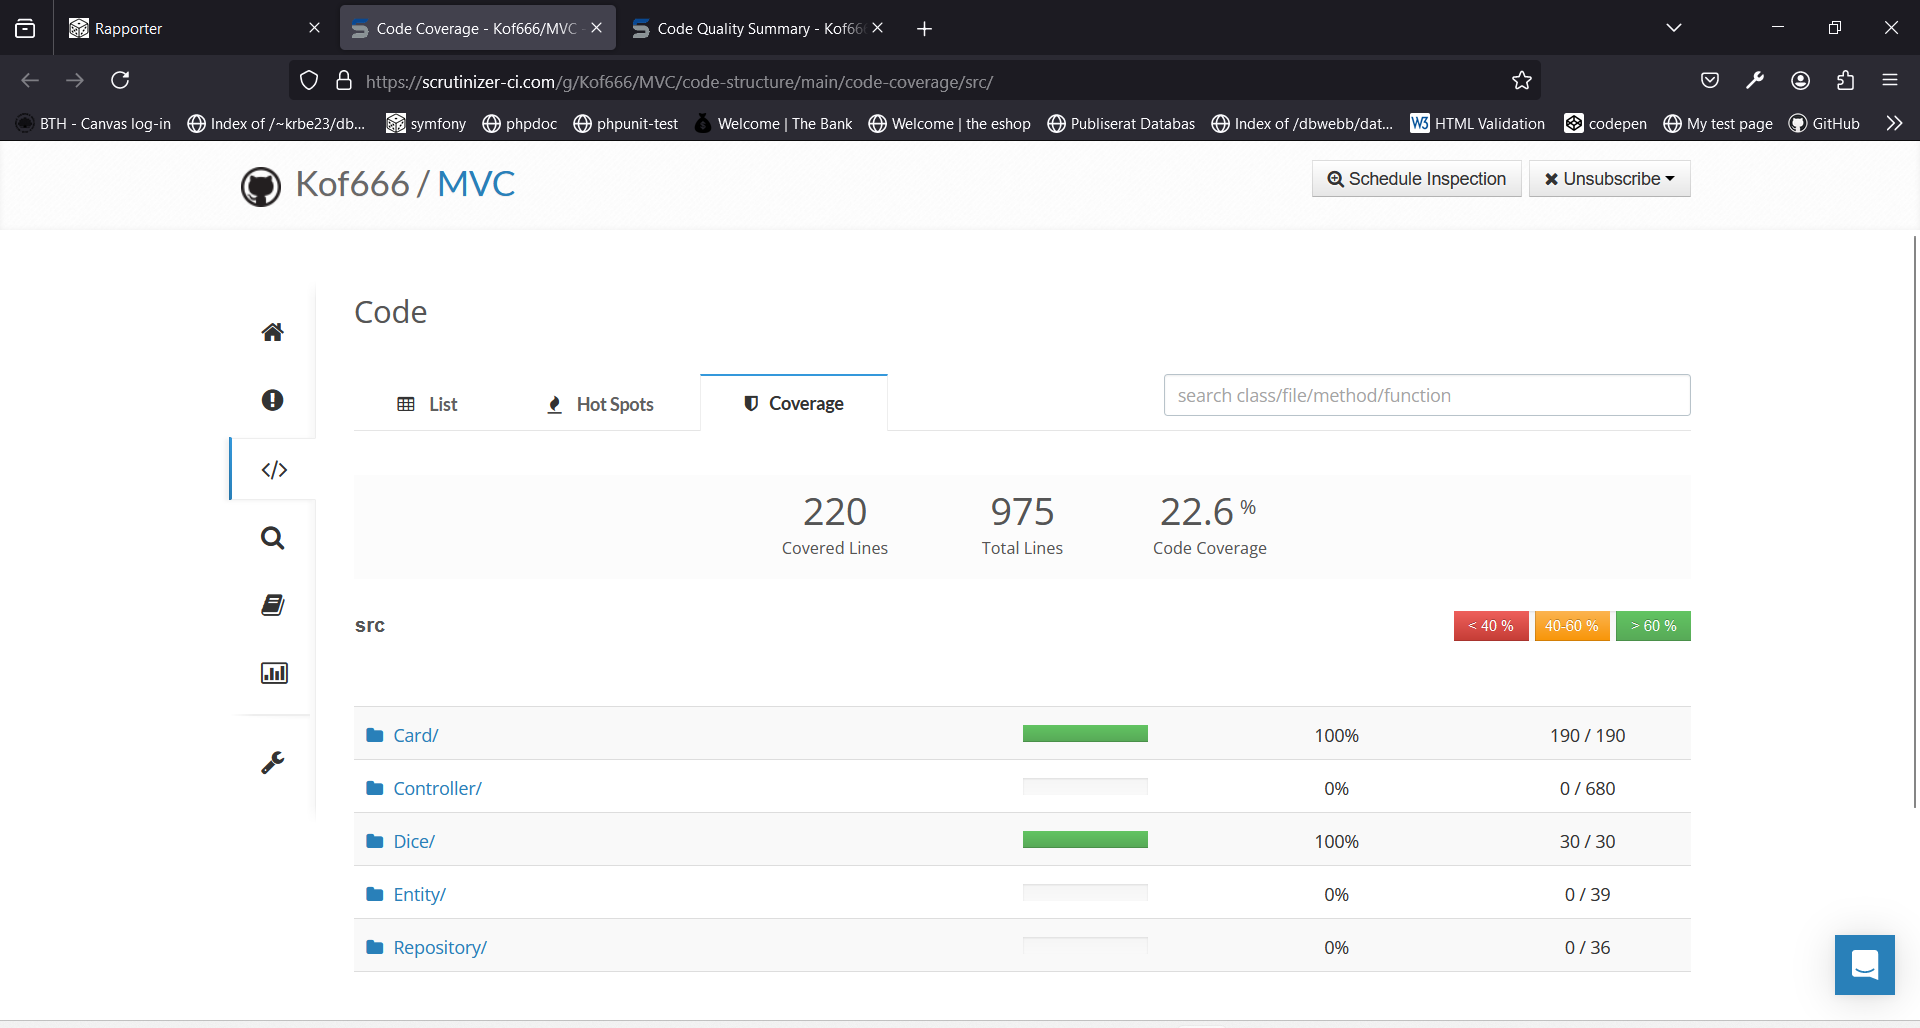 Rapporter
Code Coverage - Kof666/MVC -
Code Quality Summary - Kof66
https://scrutinizer-ci.com/g/Kof666/MVC/code-structure/main/code-coverage/src/
BTH - Canvas log-in
Index of /~krbe23/db...
symfony
phpdoc
phpunit-test
Welcome | The Bank
Welcome | the eshop
Publiserat Databas
Index of /dbwebb/dat...
W3 HTML Validation
codepen
My test page
GitHub
Kof666 / MVC
Schedule Inspection
Unsubscribe
Code
List
Hot Spots
Coverage
search class/file/method/function
220
Covered Lines
975
Total Lines
22.6 %
Code Coverage
src
< 40 %
40-60 %
> 60 %
Card/ 100% 190 / 190
Controller/ 0% 0 / 680
Dice/ 100% 30 / 30
Entity/ 0% 0 / 39
Repository/ 0% 0 / 36